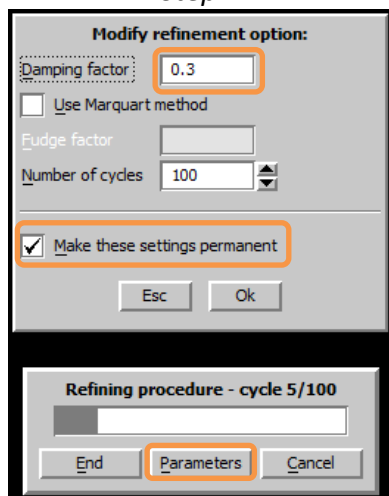 Step
Modify refinement option:
Damping factor 0.3
Use Marquart method
Fudge factor
Number of cycles 100
Make these settings permanent
Esc Ok
Refining procedure - cycle 5/100
End Parameters Cancel